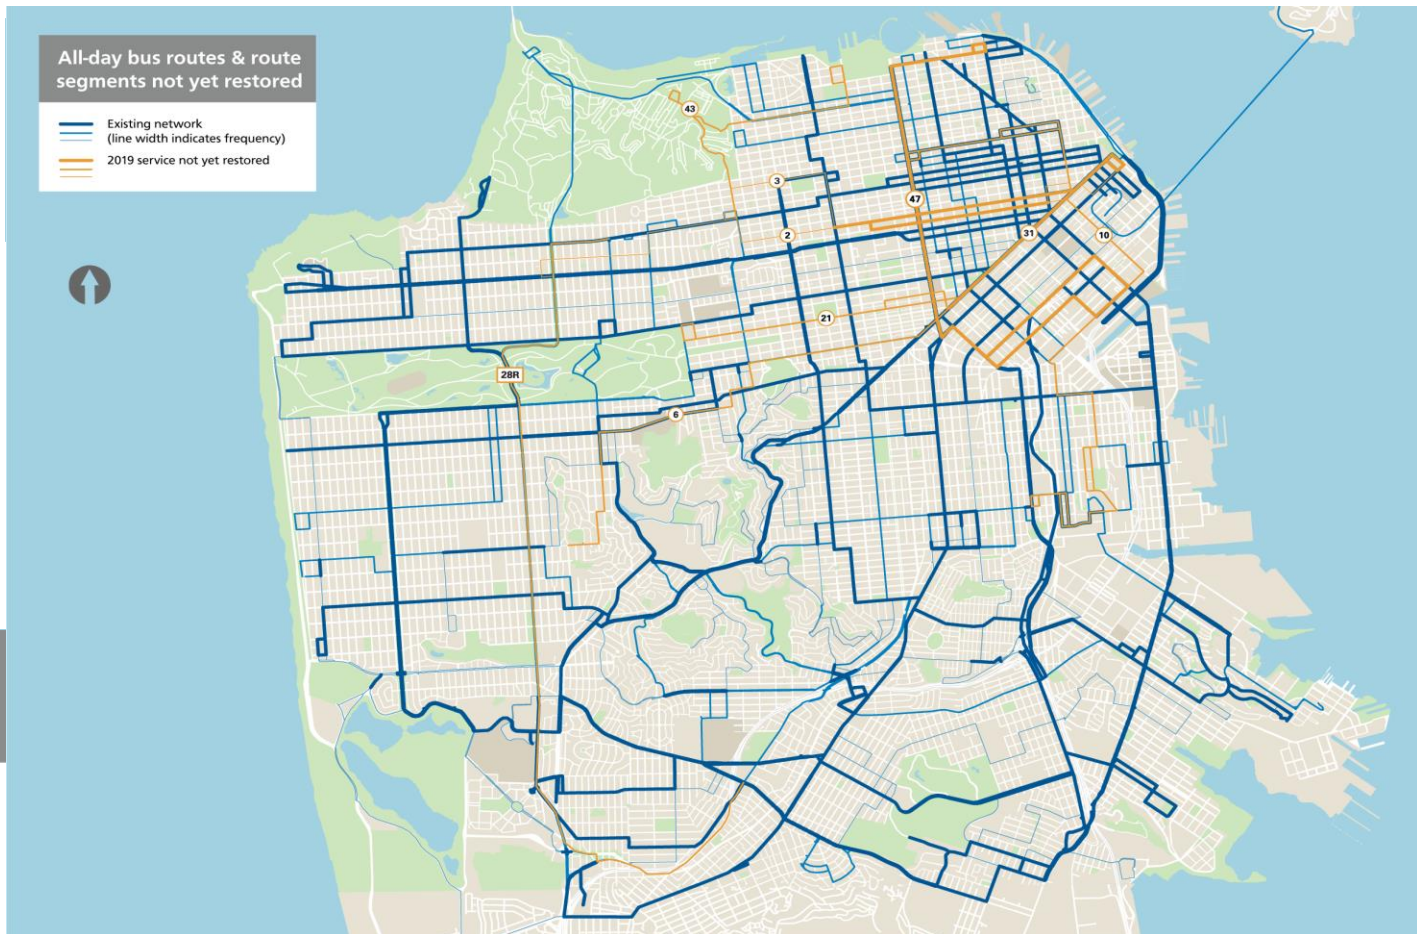 All-day bus routes & route
segments not yet restored
Existing network
(line width indicates frequency)
2019 service not yet restored
43
3
47
2
31
10
21
28R
6